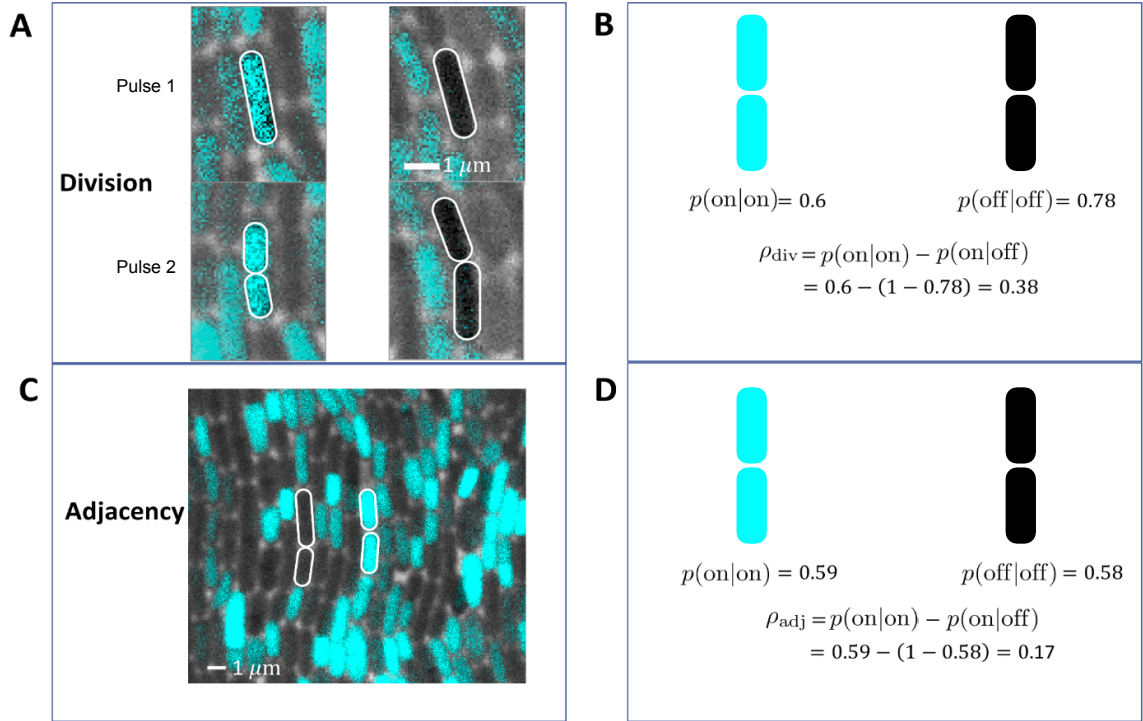 A
Pulse 1
1 μm
Division
Pulse 2
B
p(on|on)= 0.6
p(off|off)= 0.78
ρdiv = p(on|on) − p(on|off)
= 0.6 − (1 − 0.78) = 0.38
C
Adjacency
1 μm
D
p(on|on) = 0.59
p(off|off) = 0.58
ρadj = p(on|on) − p(on|off)
= 0.59 − (1 − 0.58) = 0.17